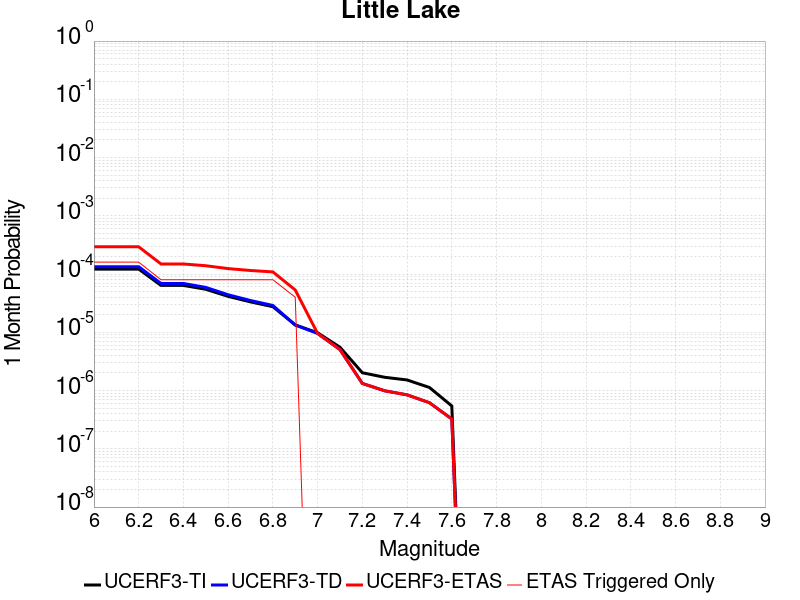 Little Lake
10^0
10^-1
10^-2
10^-3
10^-4
10^-5
10^-6
10^-7
10^-8
1 Month Probability
6 6.2 6.4 6.6 6.8 7 7.2 7.4 7.6 7.8 8 8.2 8.4 8.6 8.8 9
Magnitude
UCERF3-TI UCERF3-TD UCERF3-ETAS ETAS Triggered Only